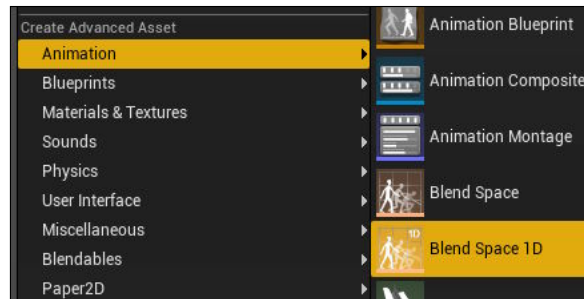 Create Advanced Asset
Animation
Blueprints
Materials & Textures
Sounds
Physics
User Interface
Miscellaneous
Blendables
Paper2D
Animation Blueprint
Animation Composite
Animation Montage
Blend Space
1D
Blend Space 1D